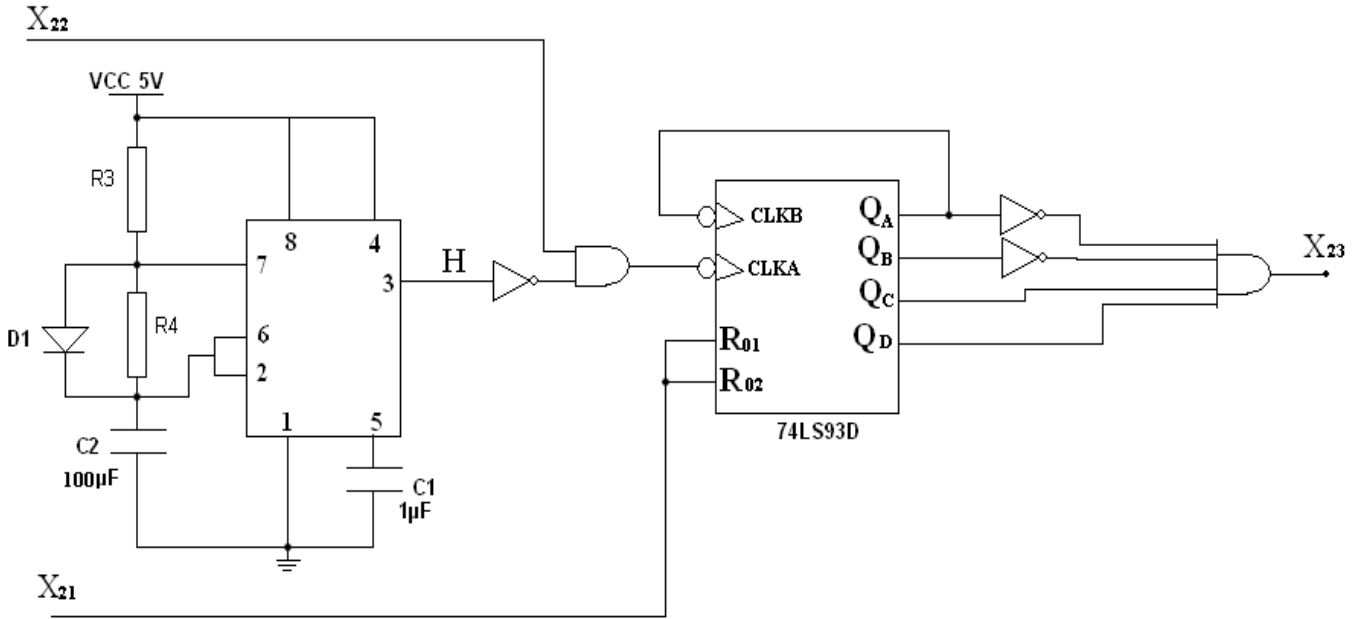 X22
VCC 5V
R3
8
4
7
H
3
CLKB
QA
QB
X23
CLKA
QC
D1
R4
6
2
R01
QD
R02
1
5
74LS93D
C2
100µF
C1
1µF
X21